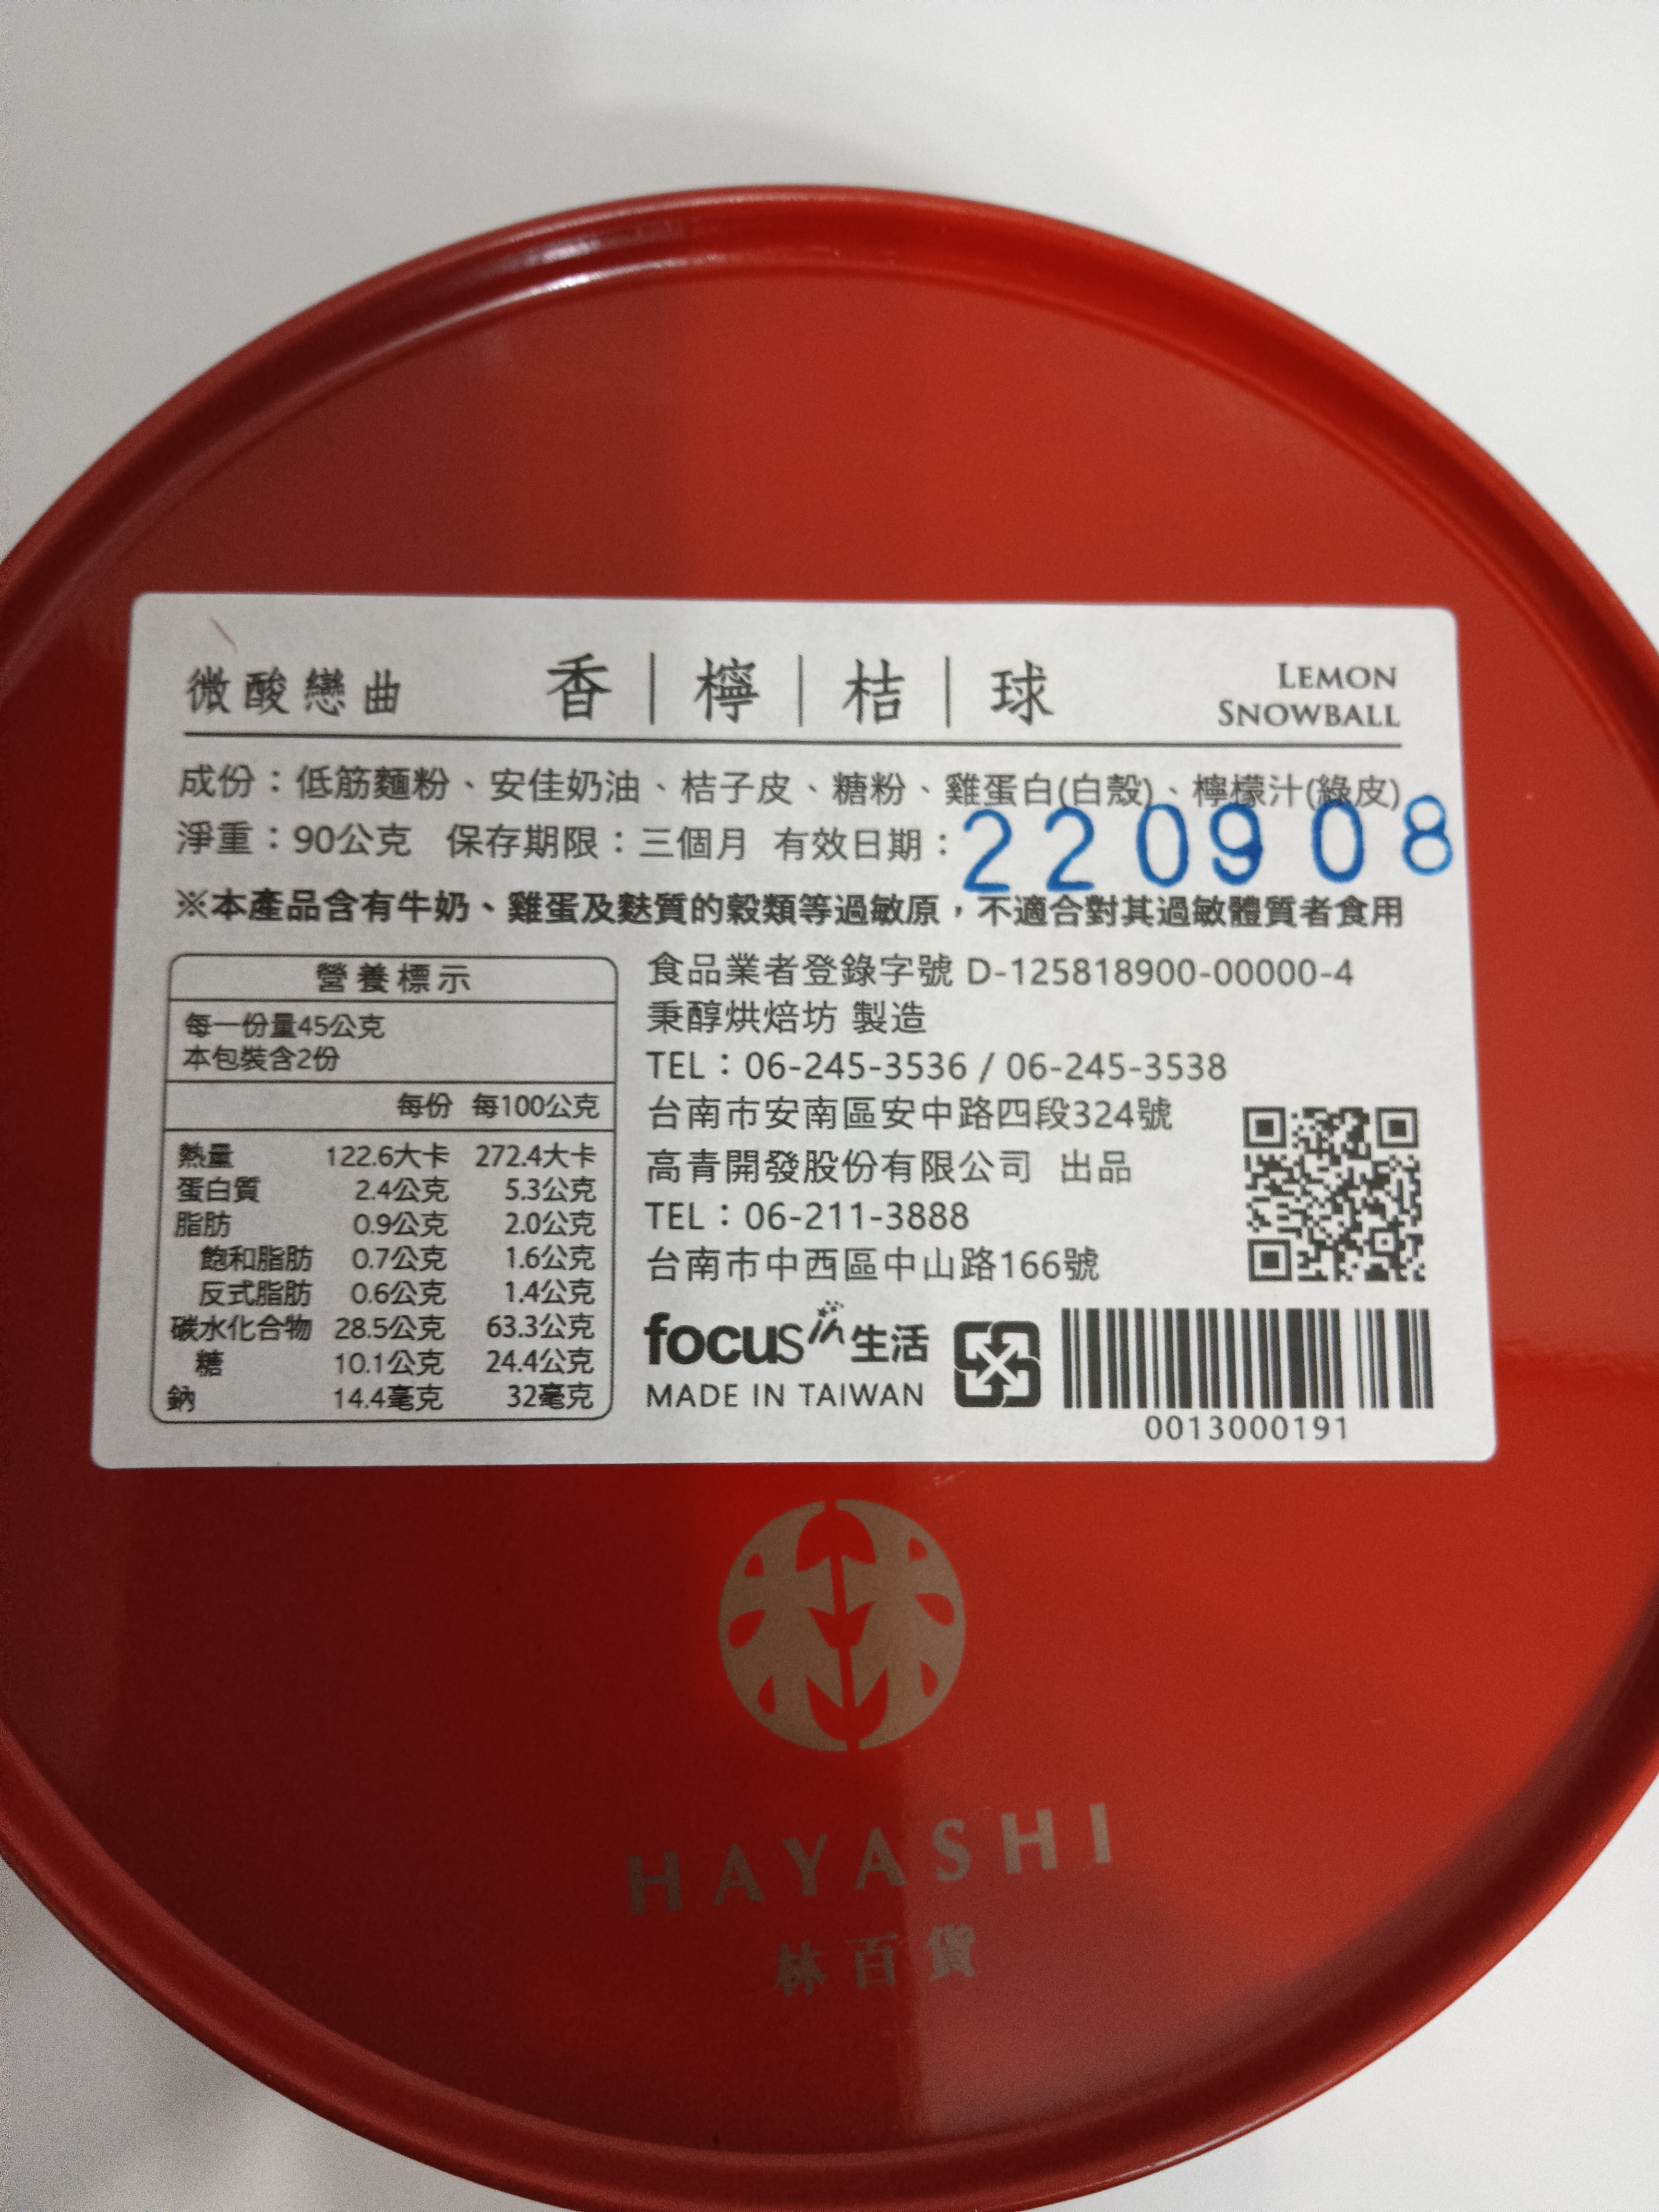 微酸戀曲 香｜檸｜桔｜球 LEMON SNOWBALL
成份：低筋麵粉、安佳奶油、桔子皮、糖粉、雞蛋白(白殼)、檸檬汁(綠皮)
淨重：90公克 保存期限：三個月 有效日期：220908
※本產品含有牛奶、雞蛋及麩質的穀類等過敏原，不適合對其過敏體質者食用
營養標示
每一份量45公克
本包裝含2份
每份 每100公克
熱量 122.6大卡 272.4大卡
蛋白質 2.4公克 5.3公克
脂肪 0.9公克 2.0公克
飽和脂肪 0.7公克 1.6公克
反式脂肪 0.6公克 1.4公克
碳水化合物 28.5公克 63.3公克
糖 10.1公克 24.4公克
鈉 14.4毫克 32毫克
食品業者登錄字號 D-125818900-00000-4
秉醇烘焙坊 製造
TEL：06-245-3536 / 06-245-3538
台南市安南區安中路四段324號
高青開發股份有限公司 出品
TEL：06-211-3888
台南市中西區中山路166號
focus in 生活
MADE IN TAIWAN
0013000191
HAYASHI
林百貨